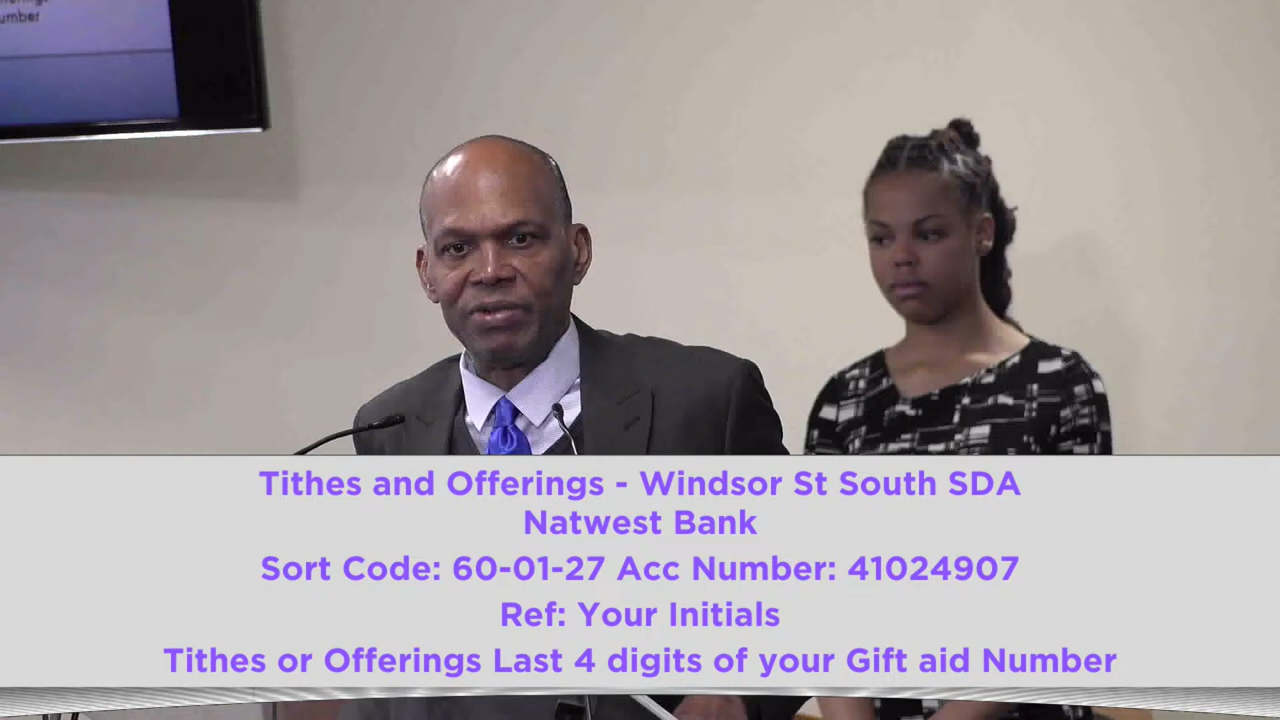 umber
Tithes and Offerings - Windsor St South SDA
Natwest Bank
Sort Code: 60-01-27 Acc Number: 41024907
Ref: Your Initials
Tithes or Offerings Last 4 digits of your Gift aid Number